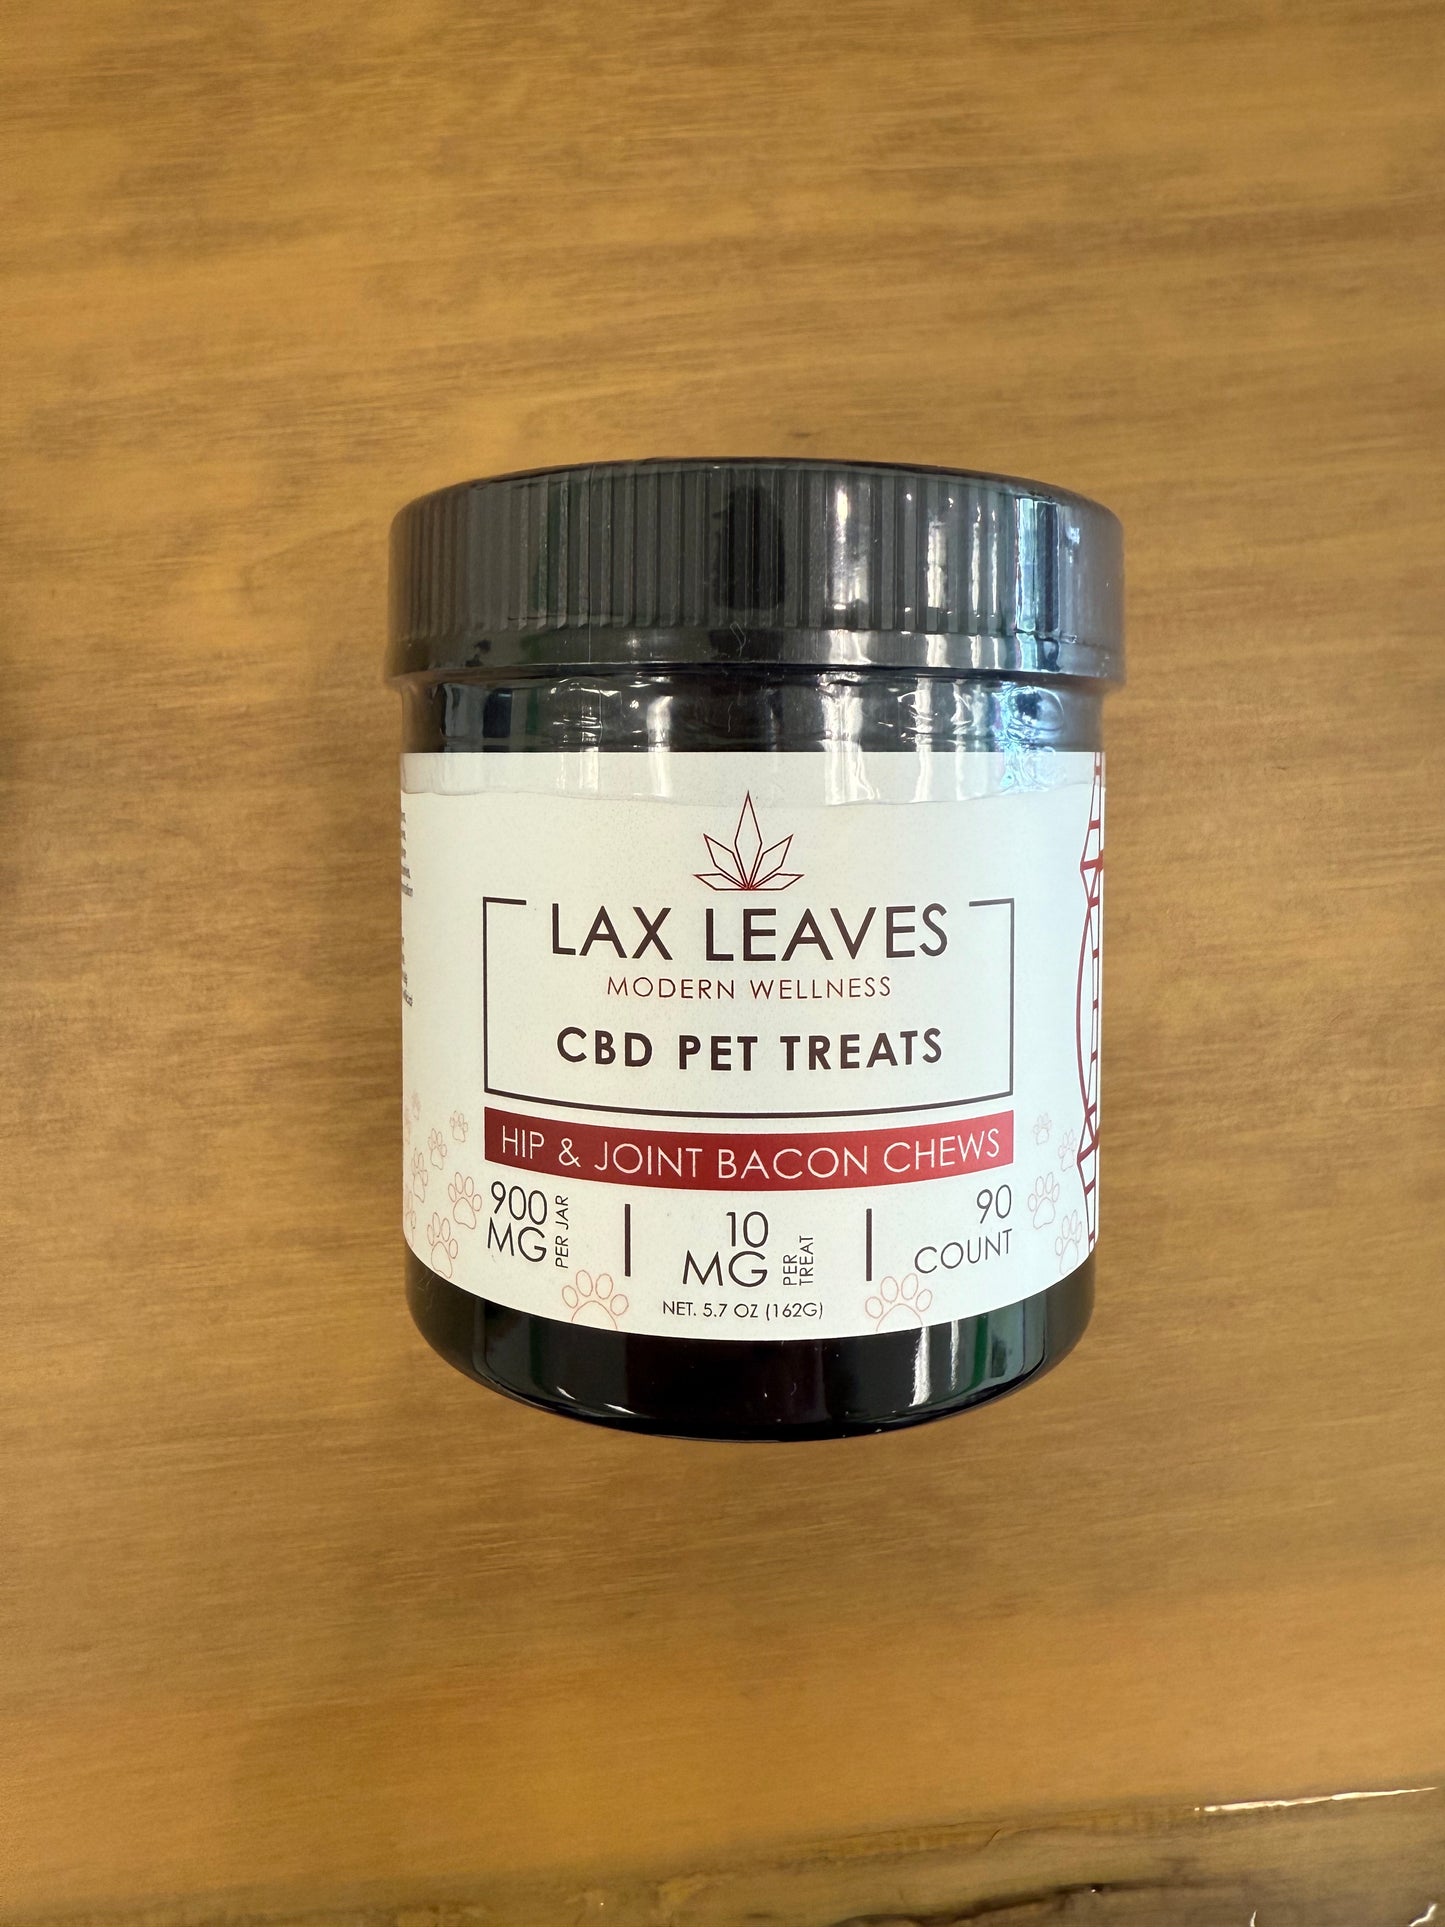 LAX LEAVES
MODERN WELLNESS
CBD PET TREATS
HIP & JOINT BACON CHEWS
900
MG
PER JAR
10
MG
PER
TREAT
90
COUNT
NET. 5.7 OZ (162G)